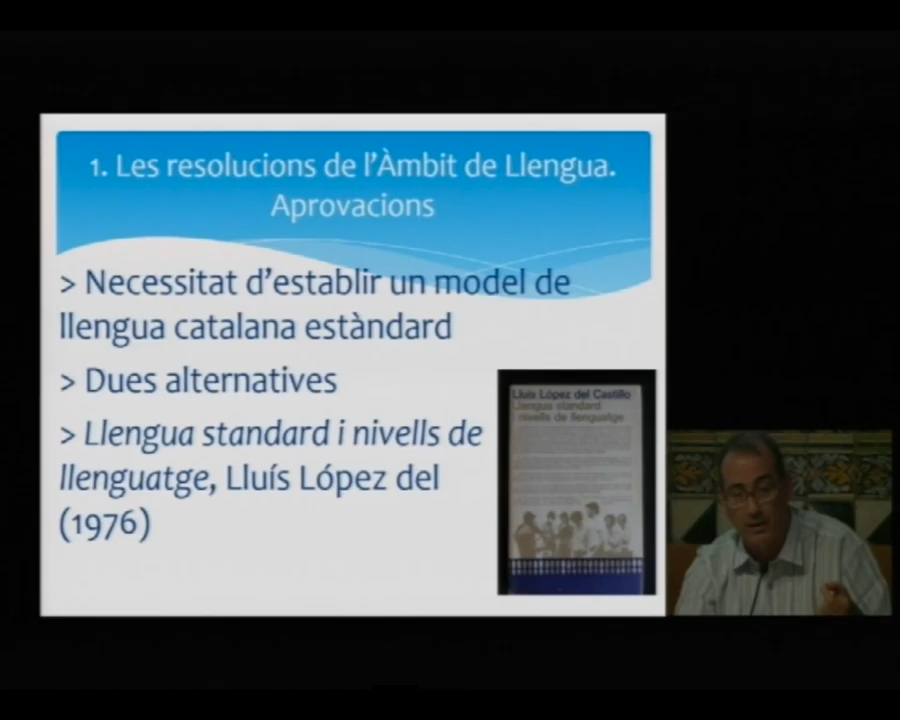 1. Les resolucions de l'Àmbit de Llengua.
Aprovacions
> Necessitat d'establir un model de
llengua catalana estàndard
> Dues alternatives
> Llengua standard i nivells de
llenguatge, Lluís López del
(1976)
Lluís López del Castillo
Llengua standard
i nivells de llenguatge